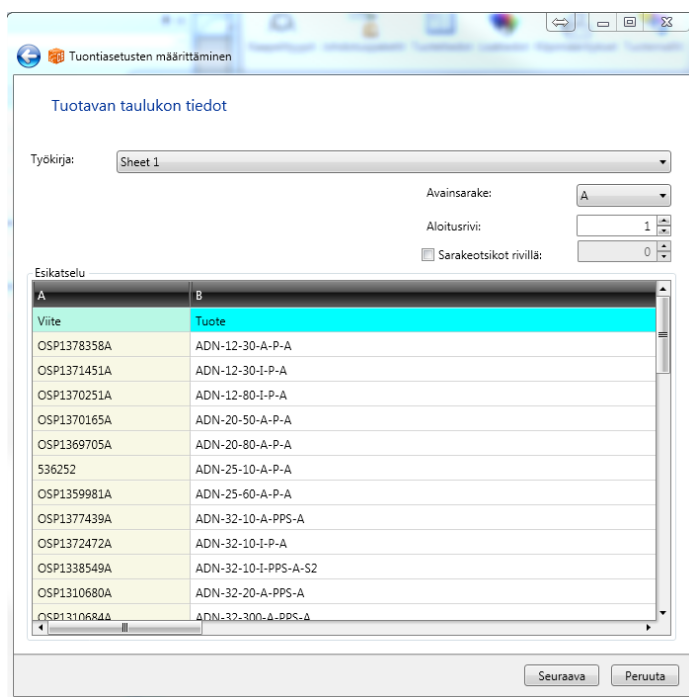 Tuontiasetusten määrittäminen
Tuotavan taulukon tiedot
Työkirja: Sheet 1
Avainsarake: A
Aloitusrivi: 1
Sarakeotsikot rivillä: 0
Esikatselu
A B
Viite Tuote
OSP1378358A ADN-12-30-A-P-A
OSP1371451A ADN-12-30-I-P-A
OSP1370251A ADN-12-80-I-P-A
OSP1370165A ADN-20-50-A-P-A
OSP1369705A ADN-20-80-A-P-A
536252 ADN-25-10-A-P-A
OSP1359981A ADN-25-60-A-P-A
OSP1377439A ADN-32-10-A-PPS-A
OSP1372472A ADN-32-10-I-P-A
OSP1338549A ADN-32-10-I-PPS-A-S2
OSP1310680A ADN-32-20-A-PPS-A
OSP1310684A ADN-32-300-A-PPS-A
Seuraava Peruuta